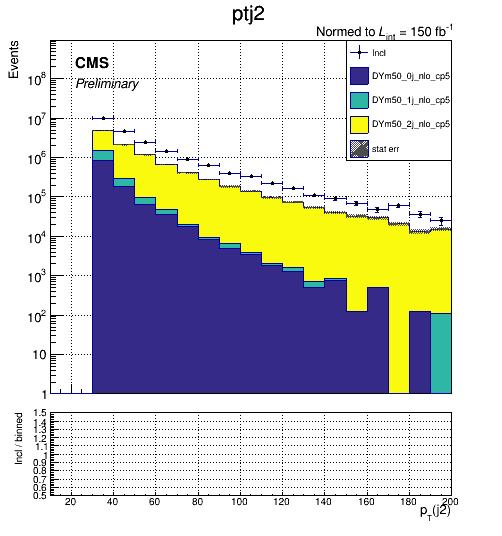 ptj2
Normed to L_int = 150 fb^-1
Events
CMS
Preliminary
Incl
DYm50_0j_nlo_cp5
DYm50_1j_nlo_cp5
DYm50_2j_nlo_cp5
stat err
10^8
10^7
10^6
10^5
10^4
10^3
10^2
10
1
Incl / binned
1.5
1.4
1.3
1.2
1.1
1
0.9
0.8
0.7
0.6
0.5
20 40 60 80 100 120 140 160 180 200
p_T(j2)